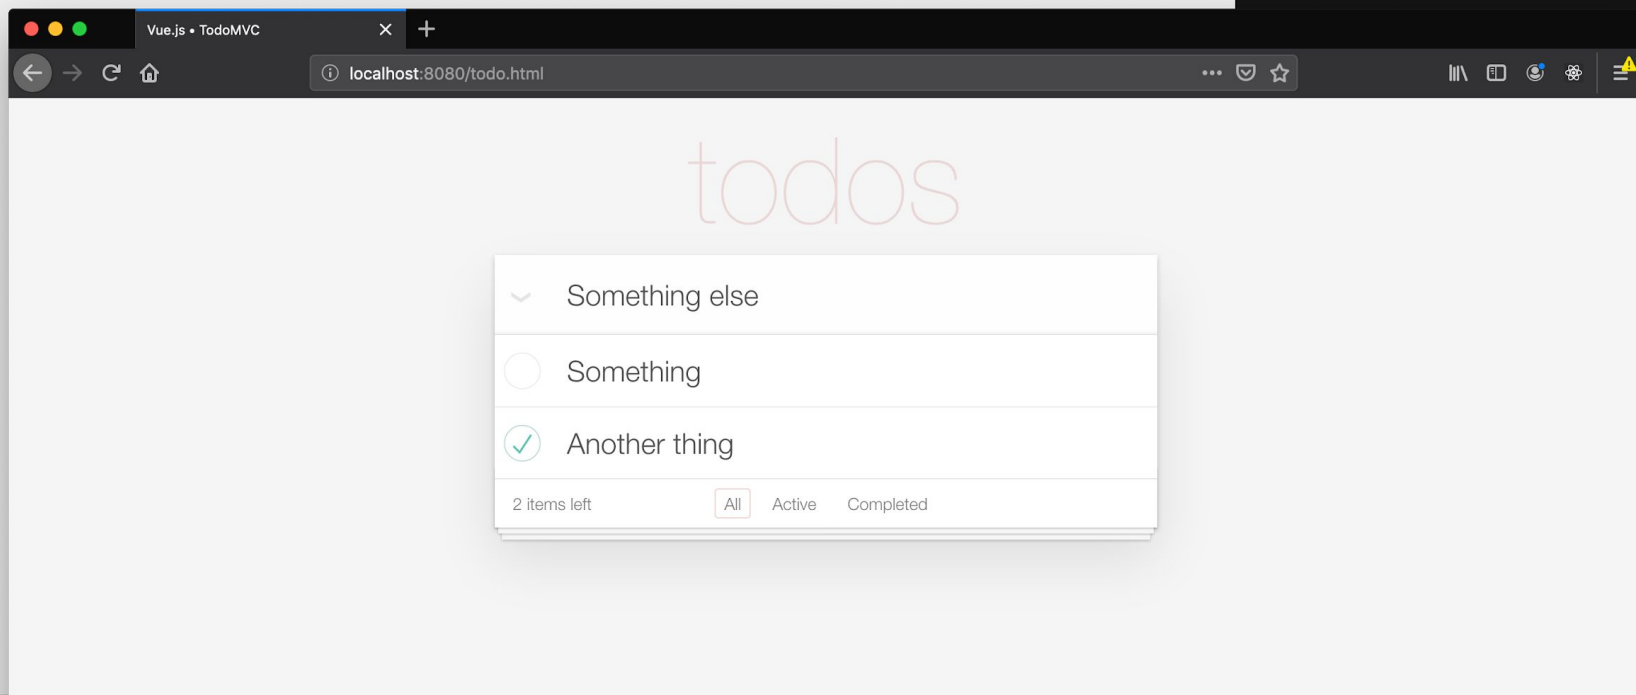 Vue.js • TodoMVC
localhost:8080/todo.html
todos
Something else
Something
Another thing
2 items left All Active Completed